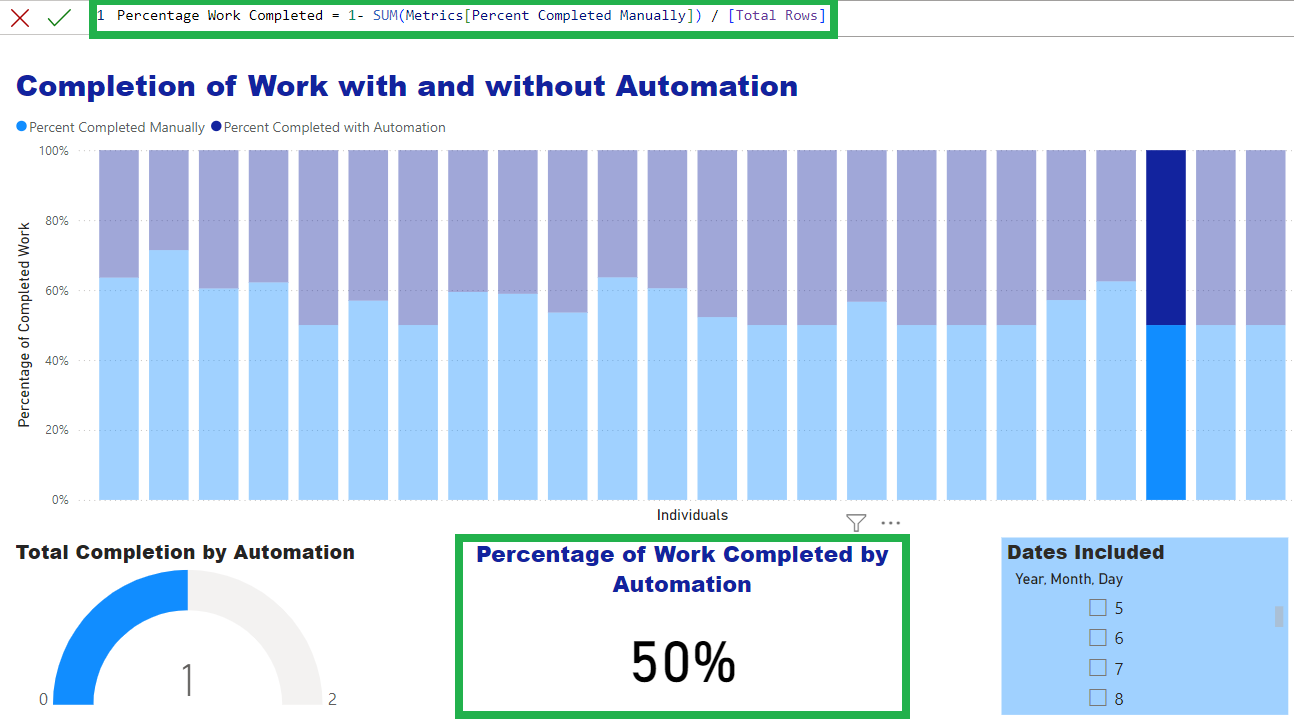 1 Percentage Work Completed = 1- SUM(Metrics[Percent Completed Manually]) / [Total Rows]
Completion of Work with and without Automation
Percent Completed Manually Percent Completed with Automation
100%
80%
60%
40%
20%
0%
Percentage of Completed Work
Individuals
Total Completion by Automation
0
1
2
Percentage of Work Completed by
Automation
50%
Dates Included
Year, Month, Day
5
6
7
8